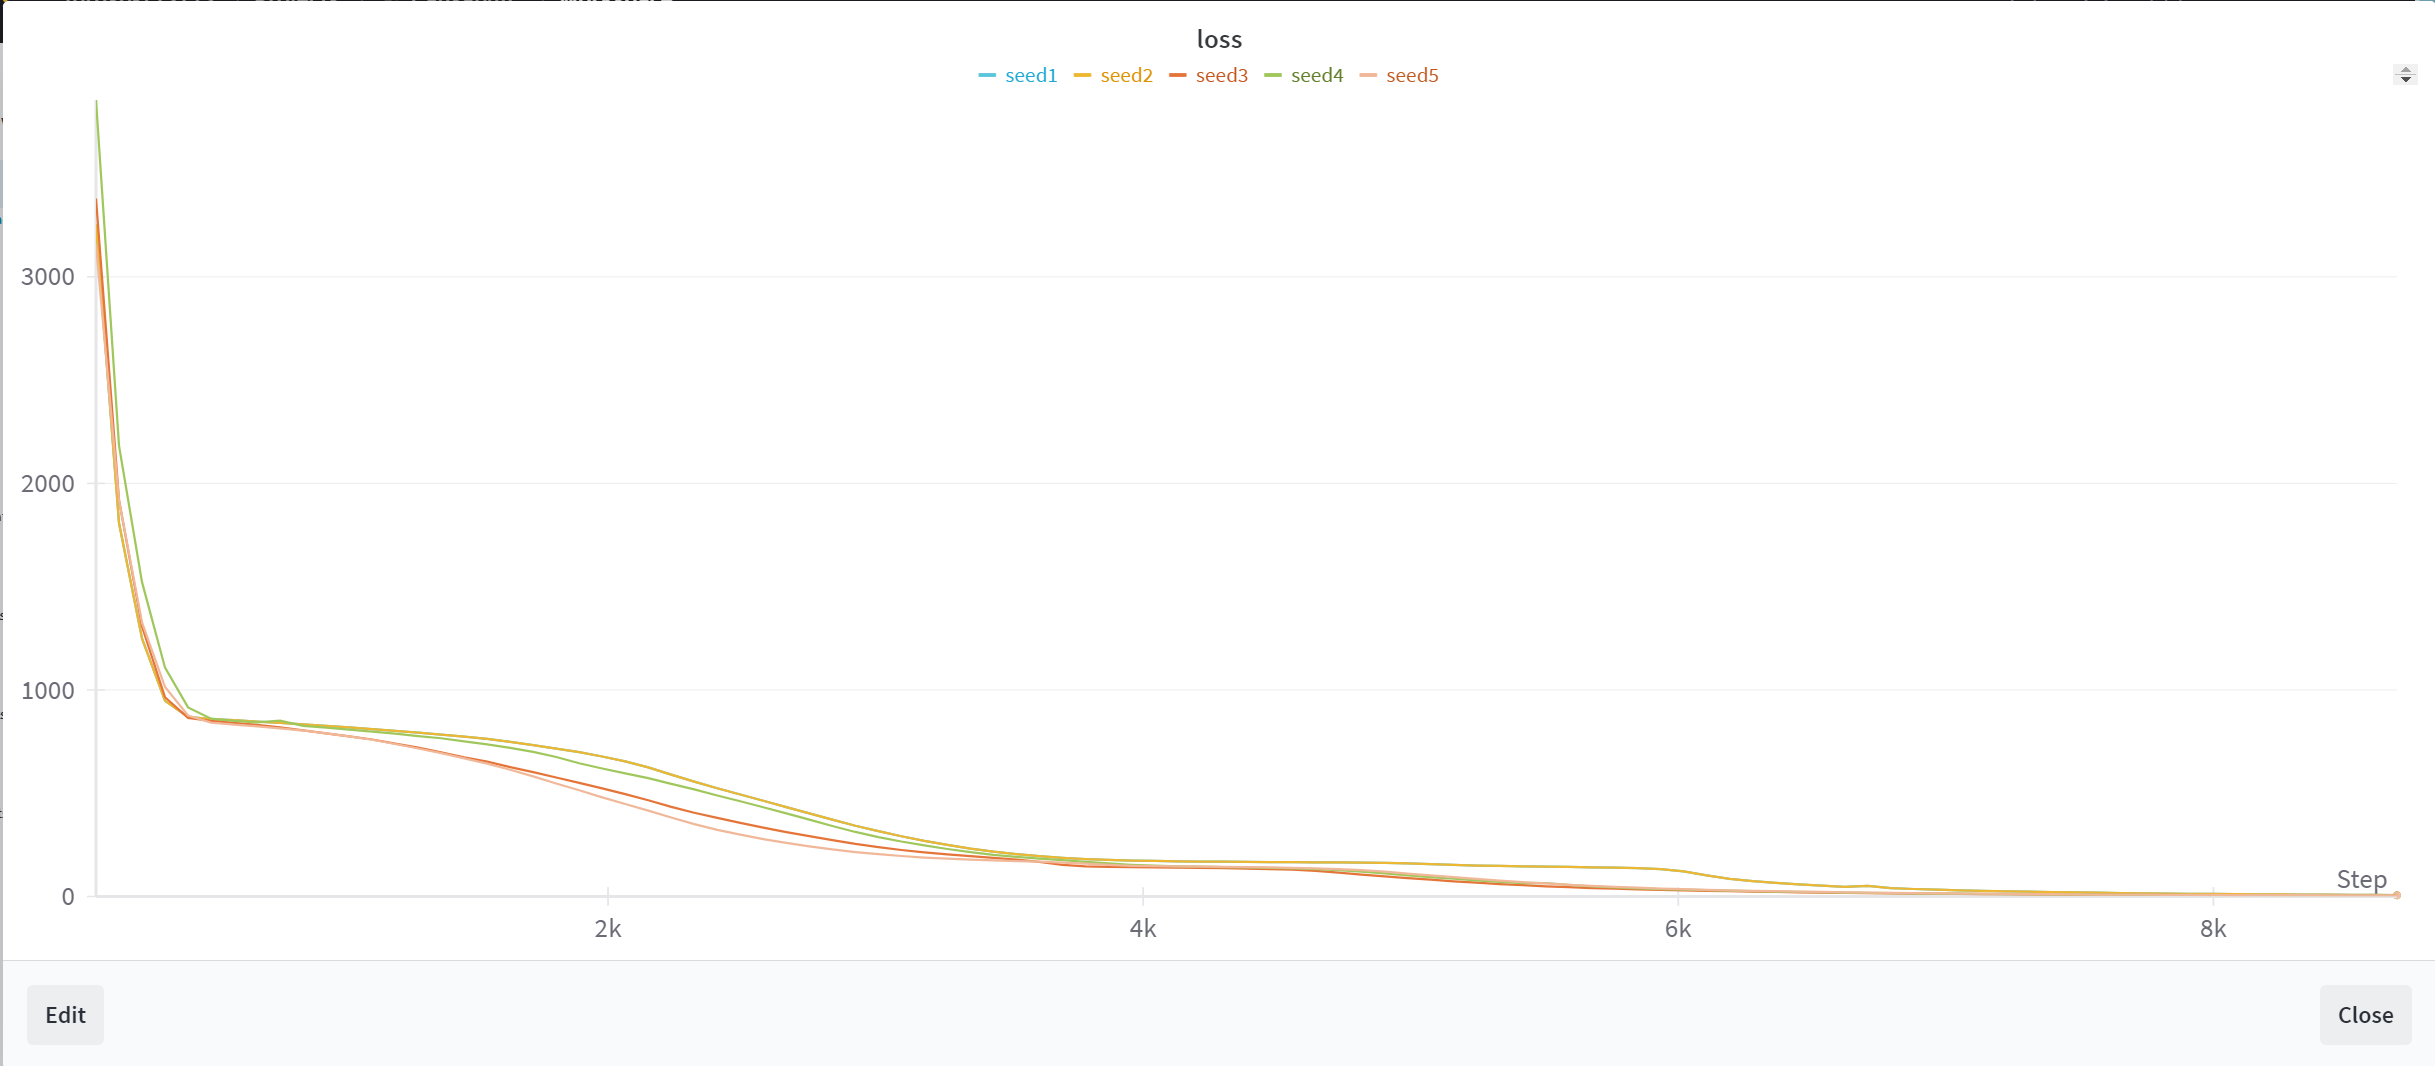 loss
seed1 seed2 seed3 seed4 seed5
3000
2000
1000
0
Step
2k 4k 6k 8k
Edit Close